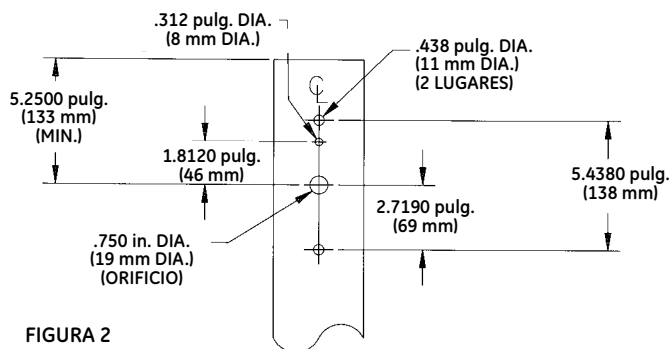 .312 pulg. DIA.
(8 mm DIA.)
.438 pulg. DIA.
(11 mm DIA.)
(2 LUGARES)
5.2500 pulg.
(133 mm)
(MIN.)
CL
1.8120 pulg.
(46 mm)
5.4380 pulg.
(138 mm)
2.7190 pulg.
(69 mm)
.750 in. DIA.
(19 mm DIA.)
(ORIFICIO)
FIGURA 2